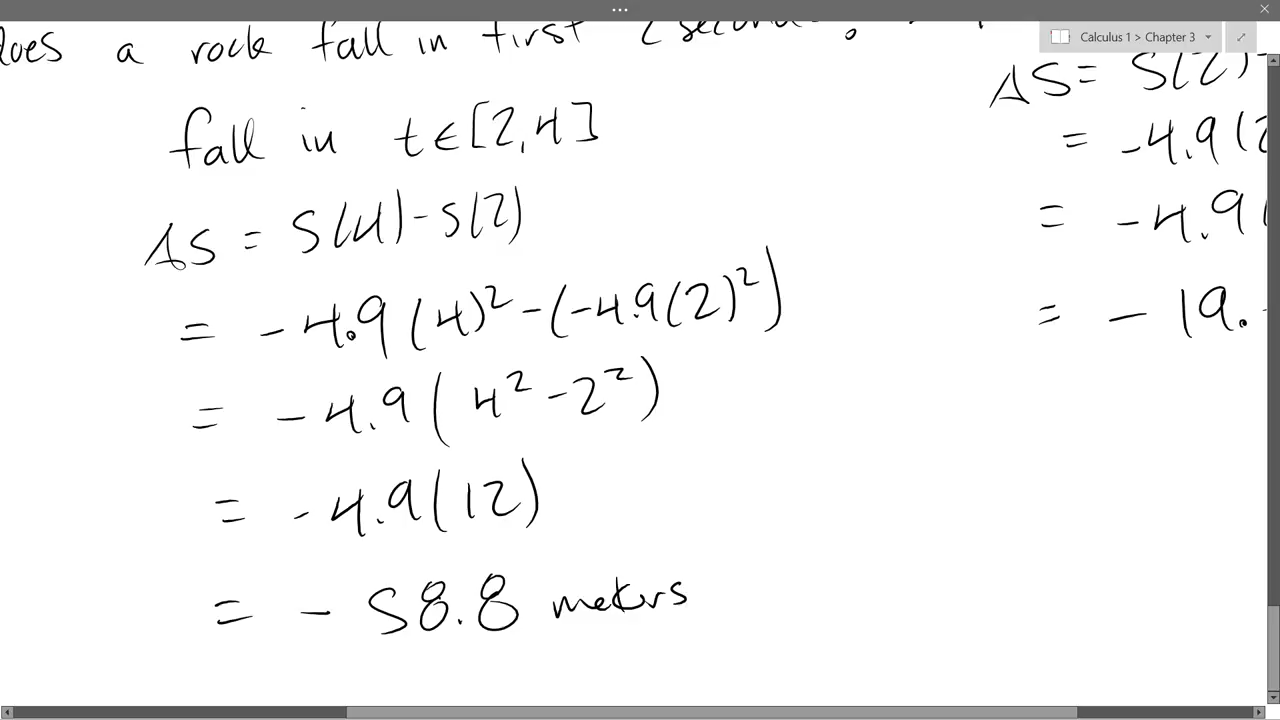 Calculus 1 > Chapter 3
does a rock fall in first 2
fall in t∈[2,4]
ΔS = S(4)-S(2)
= -4.9(4)²-(-4.9(2)²)
= -4.9(4²-2²)
= -4.9(12)
= -58.8 meters
ΔS= S(2)
= -4.9(2
= -4.9(
= -19.